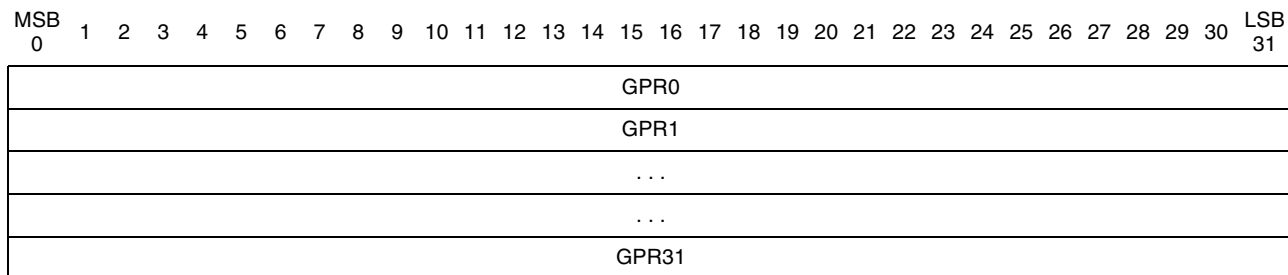 MSB 0 1 2 3 4 5 6 7 8 9 10 11 12 13 14 15 16 17 18 19 20 21 22 23 24 25 26 27 28 29 30 LSB 31
GPR0
GPR1
. . .
. . .
GPR31